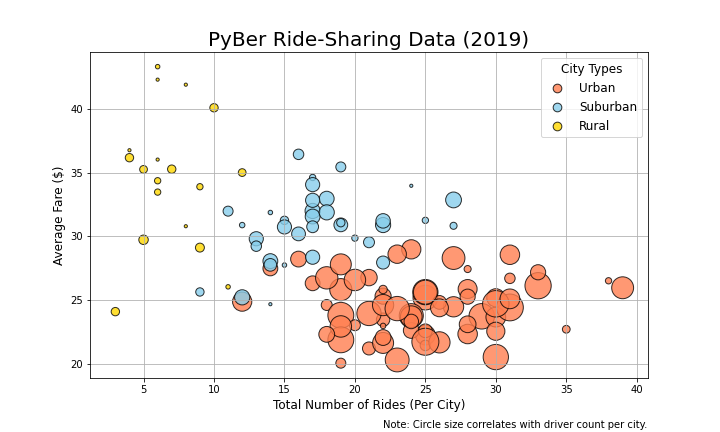 PyBer Ride-Sharing Data (2019)
City Types
Urban
Suburban
Rural
Average Fare ($)
40
35
30
25
20
5 10 15 20 25 30 35 40
Total Number of Rides (Per City)
Note: Circle size correlates with driver count per city.